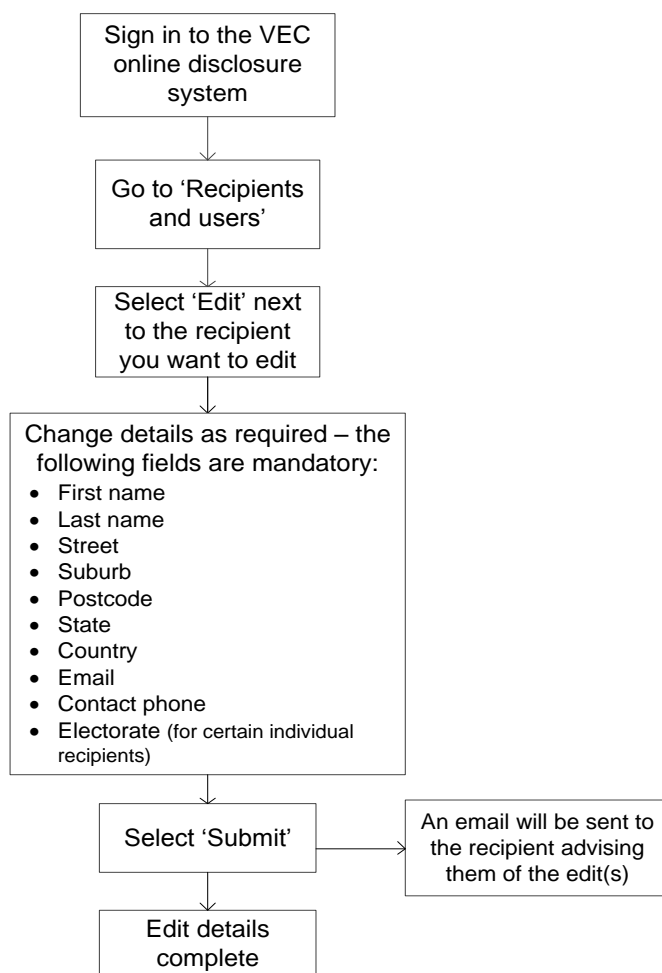 Sign in to the VEC
online disclosure
system
Go to ‘Recipients
and users’
Select ‘Edit’ next
to the recipient
you want to edit
Change details as required – the
following fields are mandatory:
• First name
• Last name
• Street
• Suburb
• Postcode
• State
• Country
• Email
• Contact phone
• Electorate (for certain individual
recipients)
Select ‘Submit’
An email will be sent to
the recipient advising
them of the edit(s)
Edit details
complete